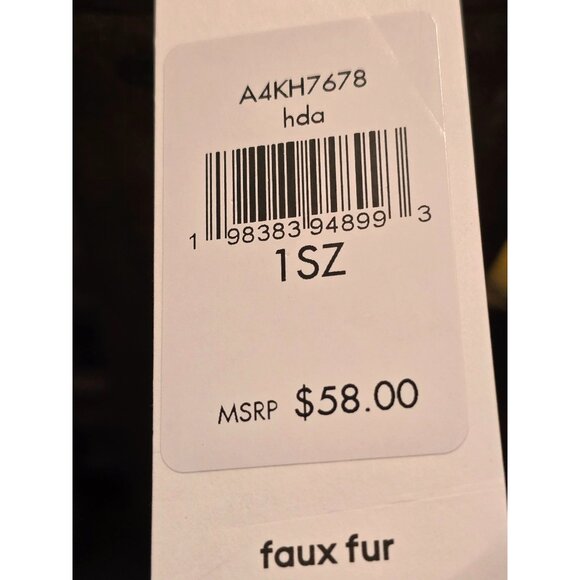 A4KH7678
hda
1 98383 94899 3
1SZ
MSRP $58.00
faux fur